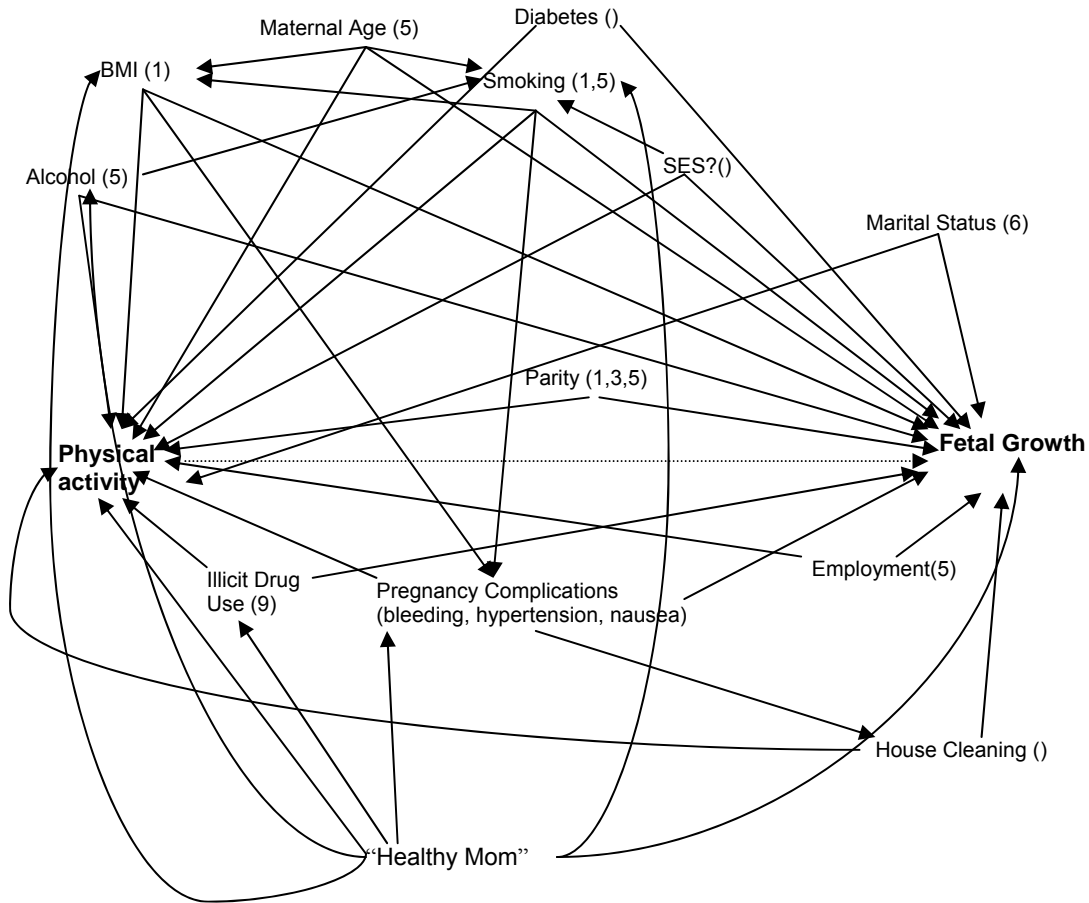 Diabetes ()
Maternal Age (5)
BMI (1)
Smoking (1,5)
SES?()
Alcohol (5)
Marital Status (6)
Parity (1,3,5)
Physical
activity
Fetal Growth
Illicit Drug
Use (9)
Pregnancy Complications
(bleeding, hypertension, nausea)
Employment(5)
House Cleaning ()
“Healthy Mom”